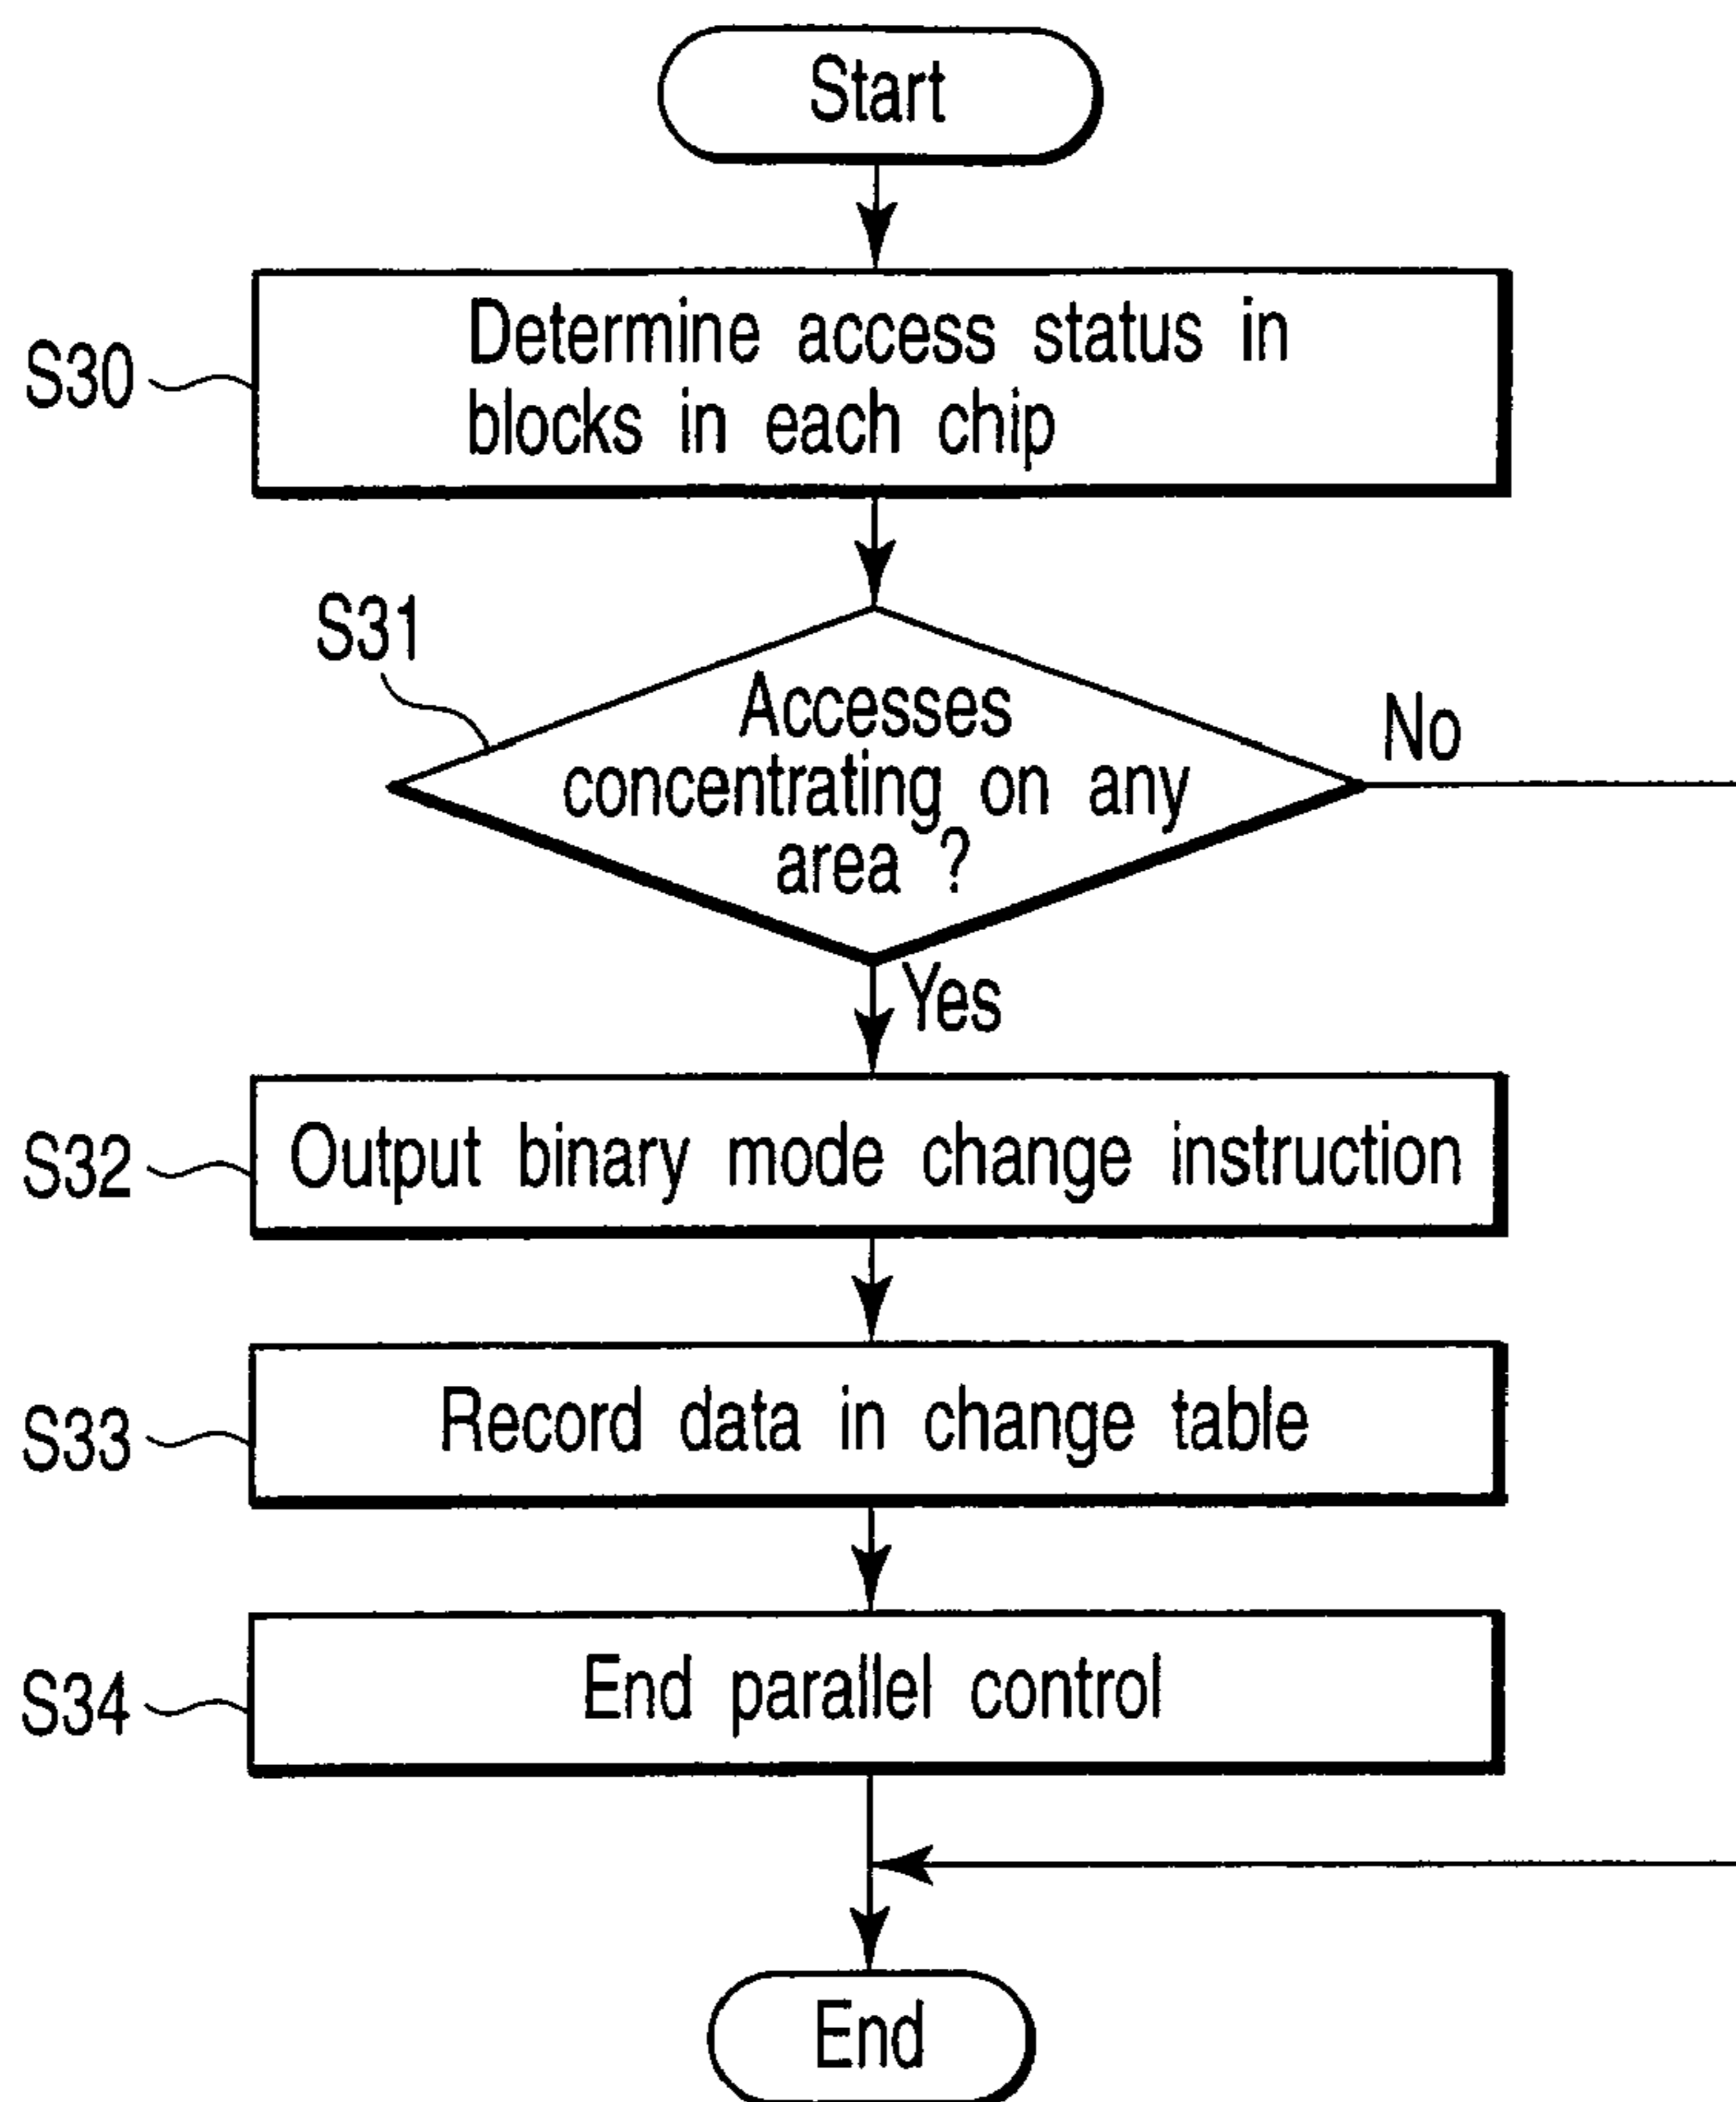 Start
S30
Determine access status in
blocks in each chip
S31
Accesses
concentrating on any
area ?
No
Yes
S32
Output binary mode change instruction
S33
Record data in change table
S34
End parallel control
End